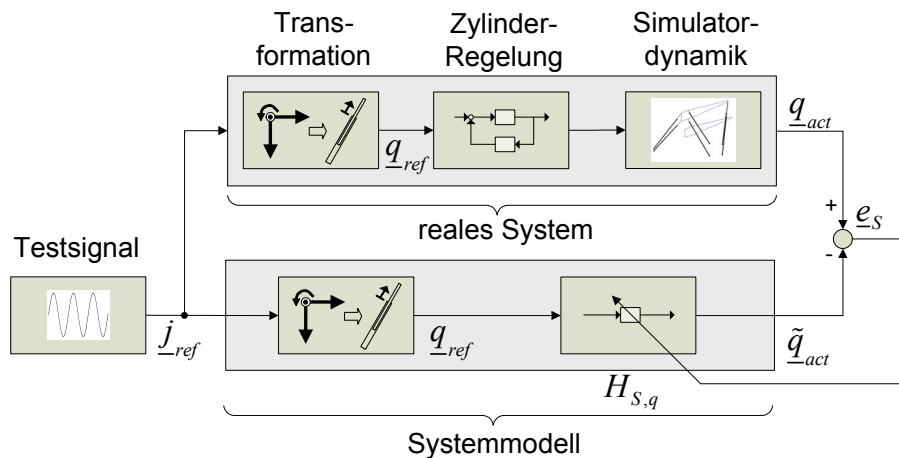 Trans-
formation
Zylinder-
Regelung
Simulator-
dynamik
q_ref
q_act
reales System
+
-
e_S
Testsignal
j_ref
q_ref
H_S,q
q̃_act
Systemmodell